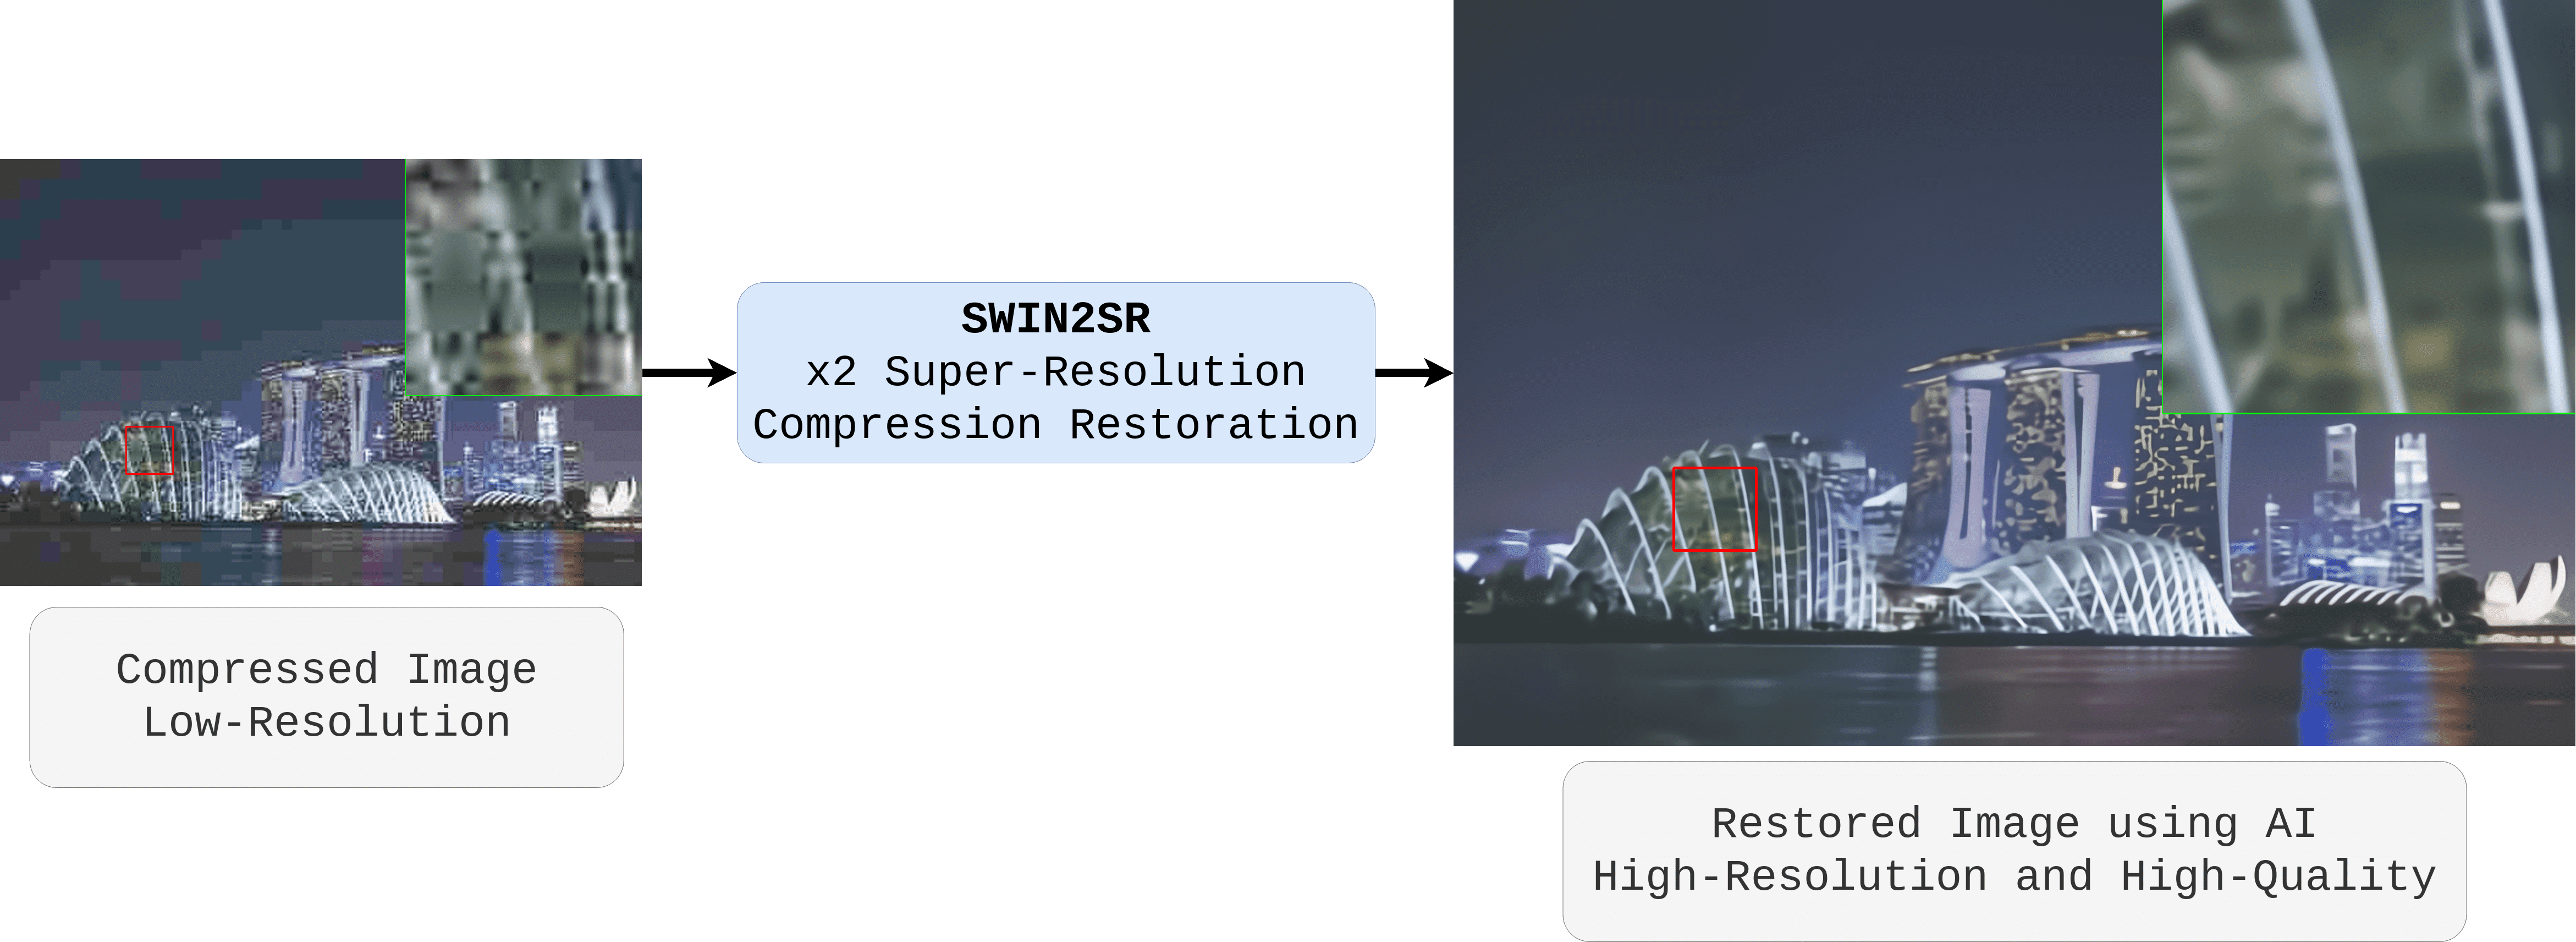 SWIN2SR
x2 Super-Resolution
Compression Restoration
Compressed Image
Low-Resolution
Restored Image using AI
High-Resolution and High-Quality